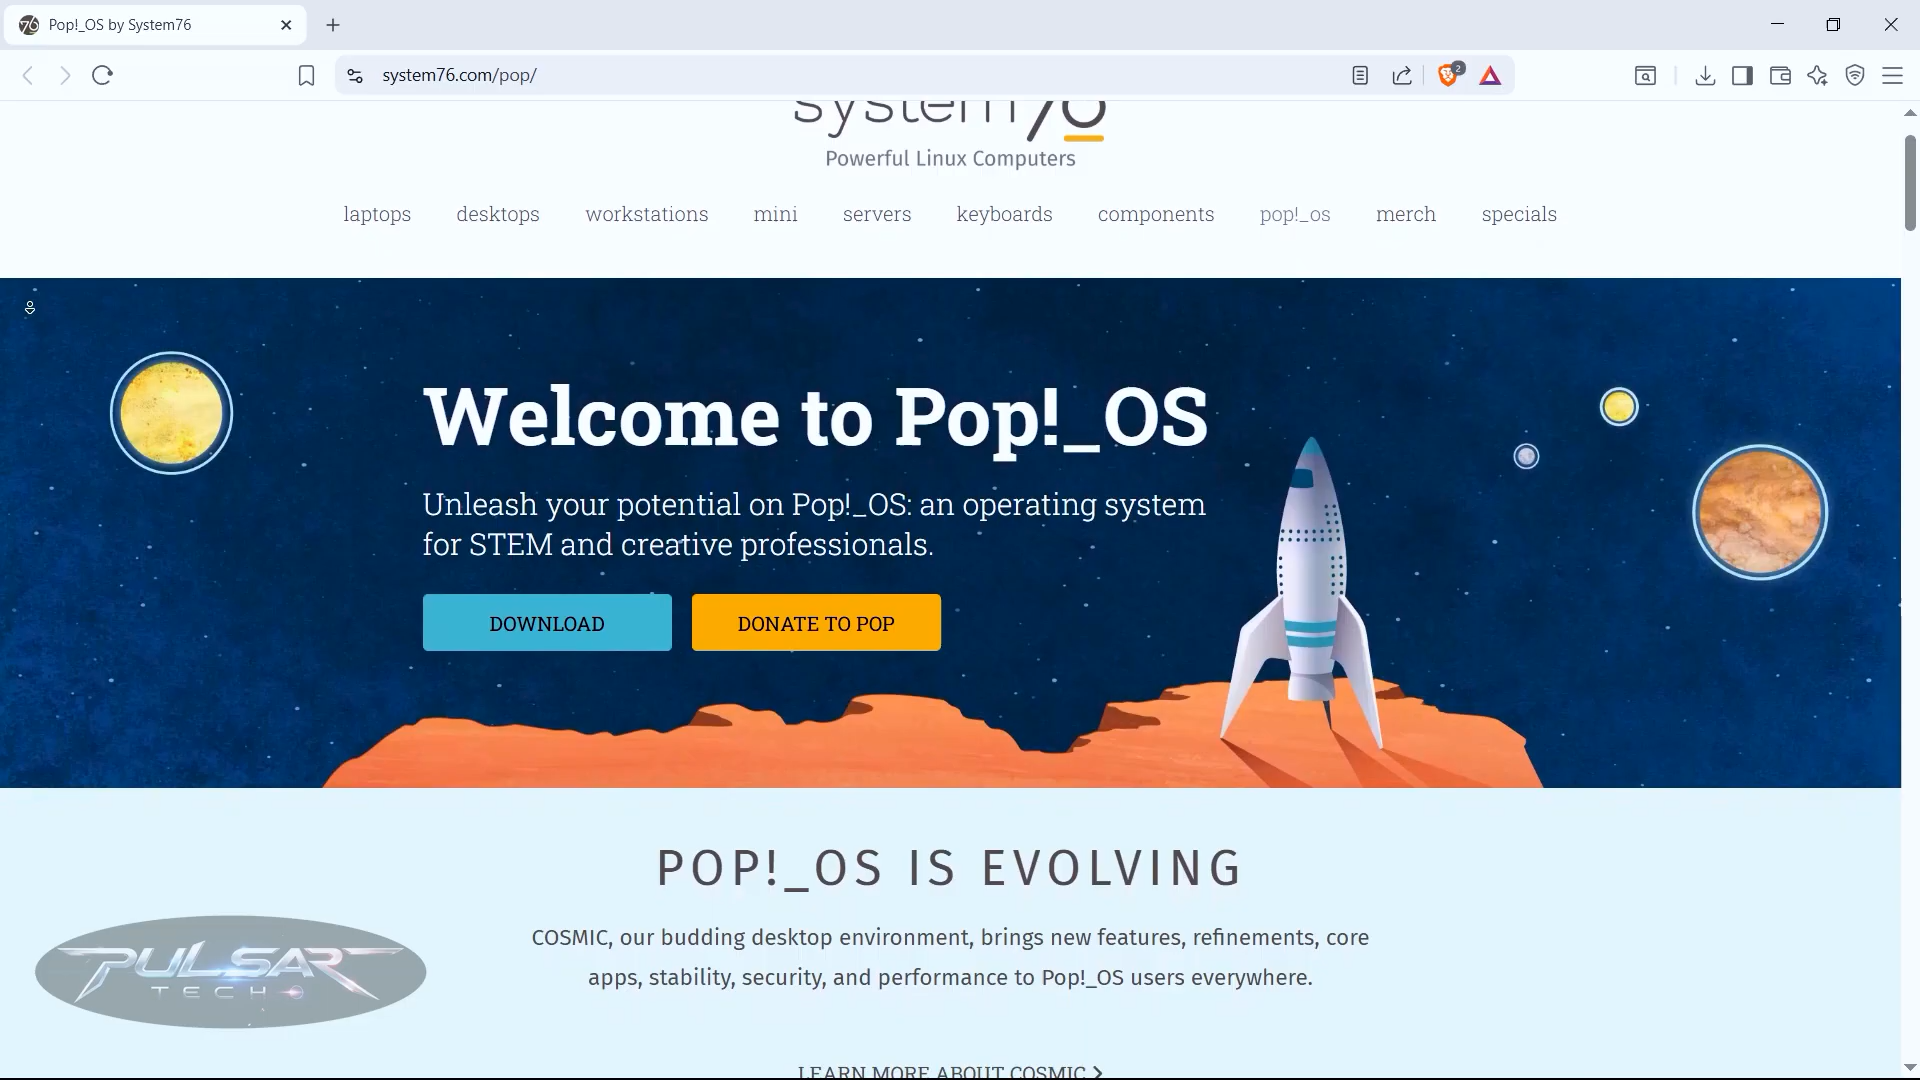 Pop!_OS by System76
system76.com/pop/
2
system76
Powerful Linux Computers
laptops desktops workstations mini servers keyboards components pop!_os merch specials
Welcome to Pop!_OS
Unleash your potential on Pop!_OS: an operating system
for STEM and creative professionals.
DOWNLOAD DONATE TO POP
POP!_OS IS EVOLVING
COSMIC, our budding desktop environment, brings new features, refinements, core
apps, stability, security, and performance to Pop!_OS users everywhere.
PULSAR
TECH
LEARN MORE ABOUT COSMIC